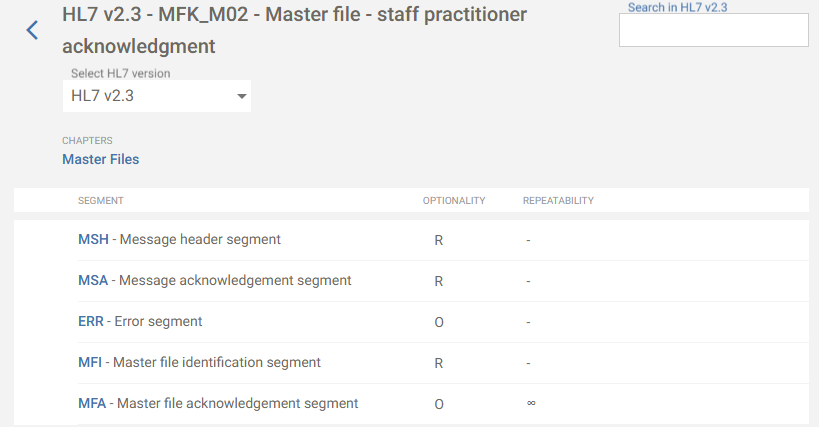 HL7 v2.3 - MFK_M02 - Master file - staff practitioner
acknowledgment
Search in HL7 v2.3
Select HL7 version
HL7 v2.3
CHAPTERS
Master Files
SEGMENT OPTIONALITY REPEATABILITY
MSH - Message header segment R -
MSA - Message acknowledgement segment R -
ERR - Error segment O -
MFI - Master file identification segment R -
MFA - Master file acknowledgement segment O ∞